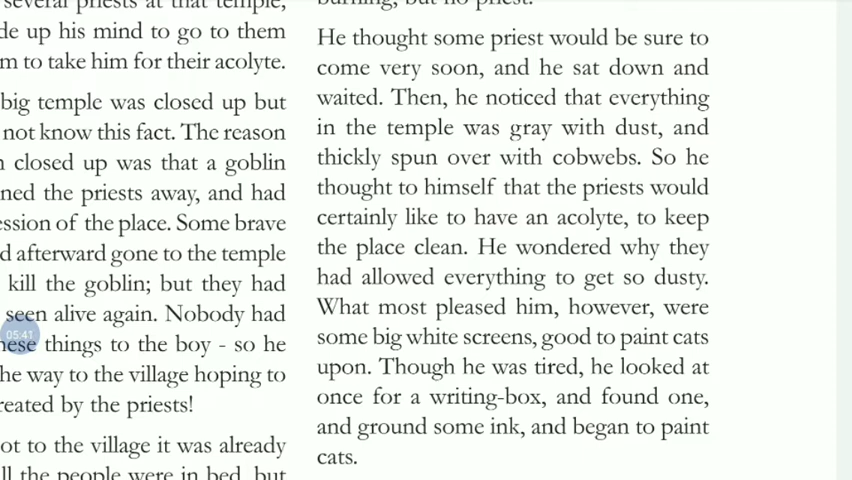 several priests at that temple,
de up his mind to go to them
m to take him for their acolyte.
big temple was closed up but
not know this fact. The reason
closed up was that a goblin
ned the priests away, and had
ession of the place. Some brave
d afterward gone to the temple
kill the goblin; but they had
seen alive again. Nobody had
05:41
these things to the boy - so he
he way to the village hoping to
reated by the priests!
ot to the village it was already
ll the people were in bed, but
burning, but no priest.
He thought some priest would be sure to
come very soon, and he sat down and
waited. Then, he noticed that everything
in the temple was gray with dust, and
thickly spun over with cobwebs. So he
thought to himself that the priests would
certainly like to have an acolyte, to keep
the place clean. He wondered why they
had allowed everything to get so dusty.
What most pleased him, however, were
some big white screens, good to paint cats
upon. Though he was tired, he looked at
once for a writing-box, and found one,
and ground some ink, and began to paint
cats.